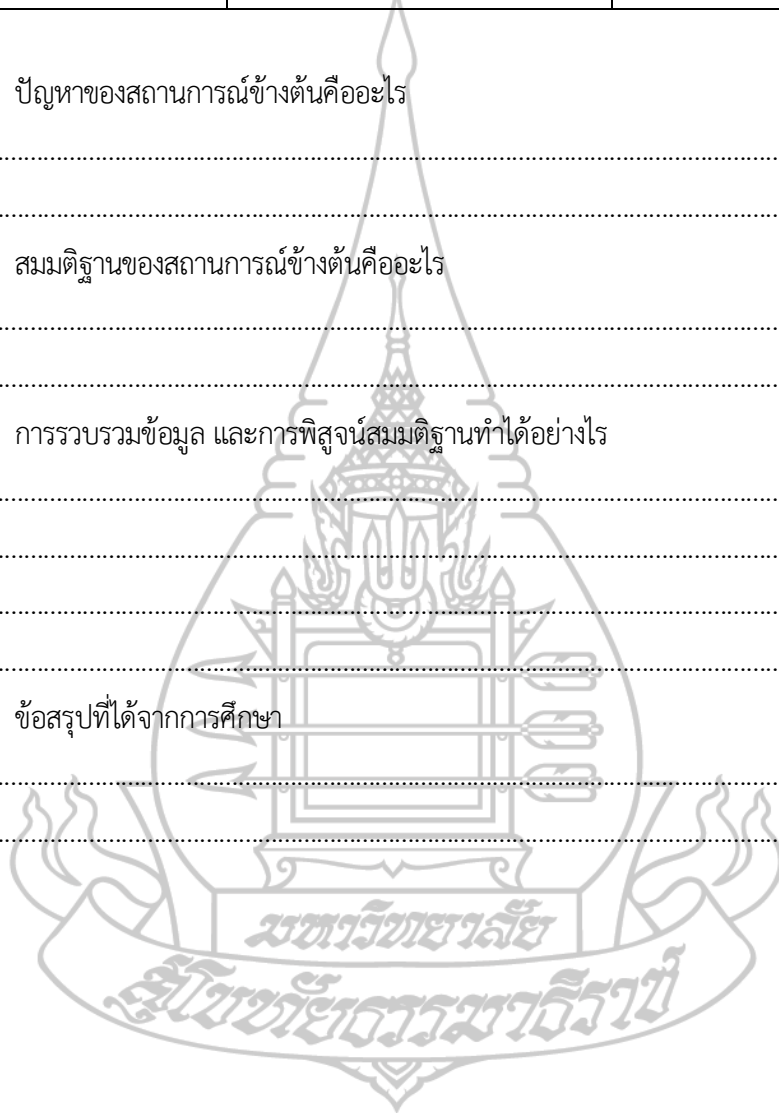 ปัญหาของสถานการณ์ข้างต้นคืออะไร
................................................................................................
................................................................................................
สมมติฐานของสถานการณ์ข้างต้นคืออะไร
................................................................................................
................................................................................................
การรวบรวมข้อมูล และการพิสูจน์สมมติฐานทำได้อย่างไร
................................................................................................
................................................................................................
................................................................................................
................................................................................................
ข้อสรุปที่ได้จากการศึกษา
................................................................................................
................................................................................................
มหาวิทยาลัย
สุโขทัยธรรมาธิราช